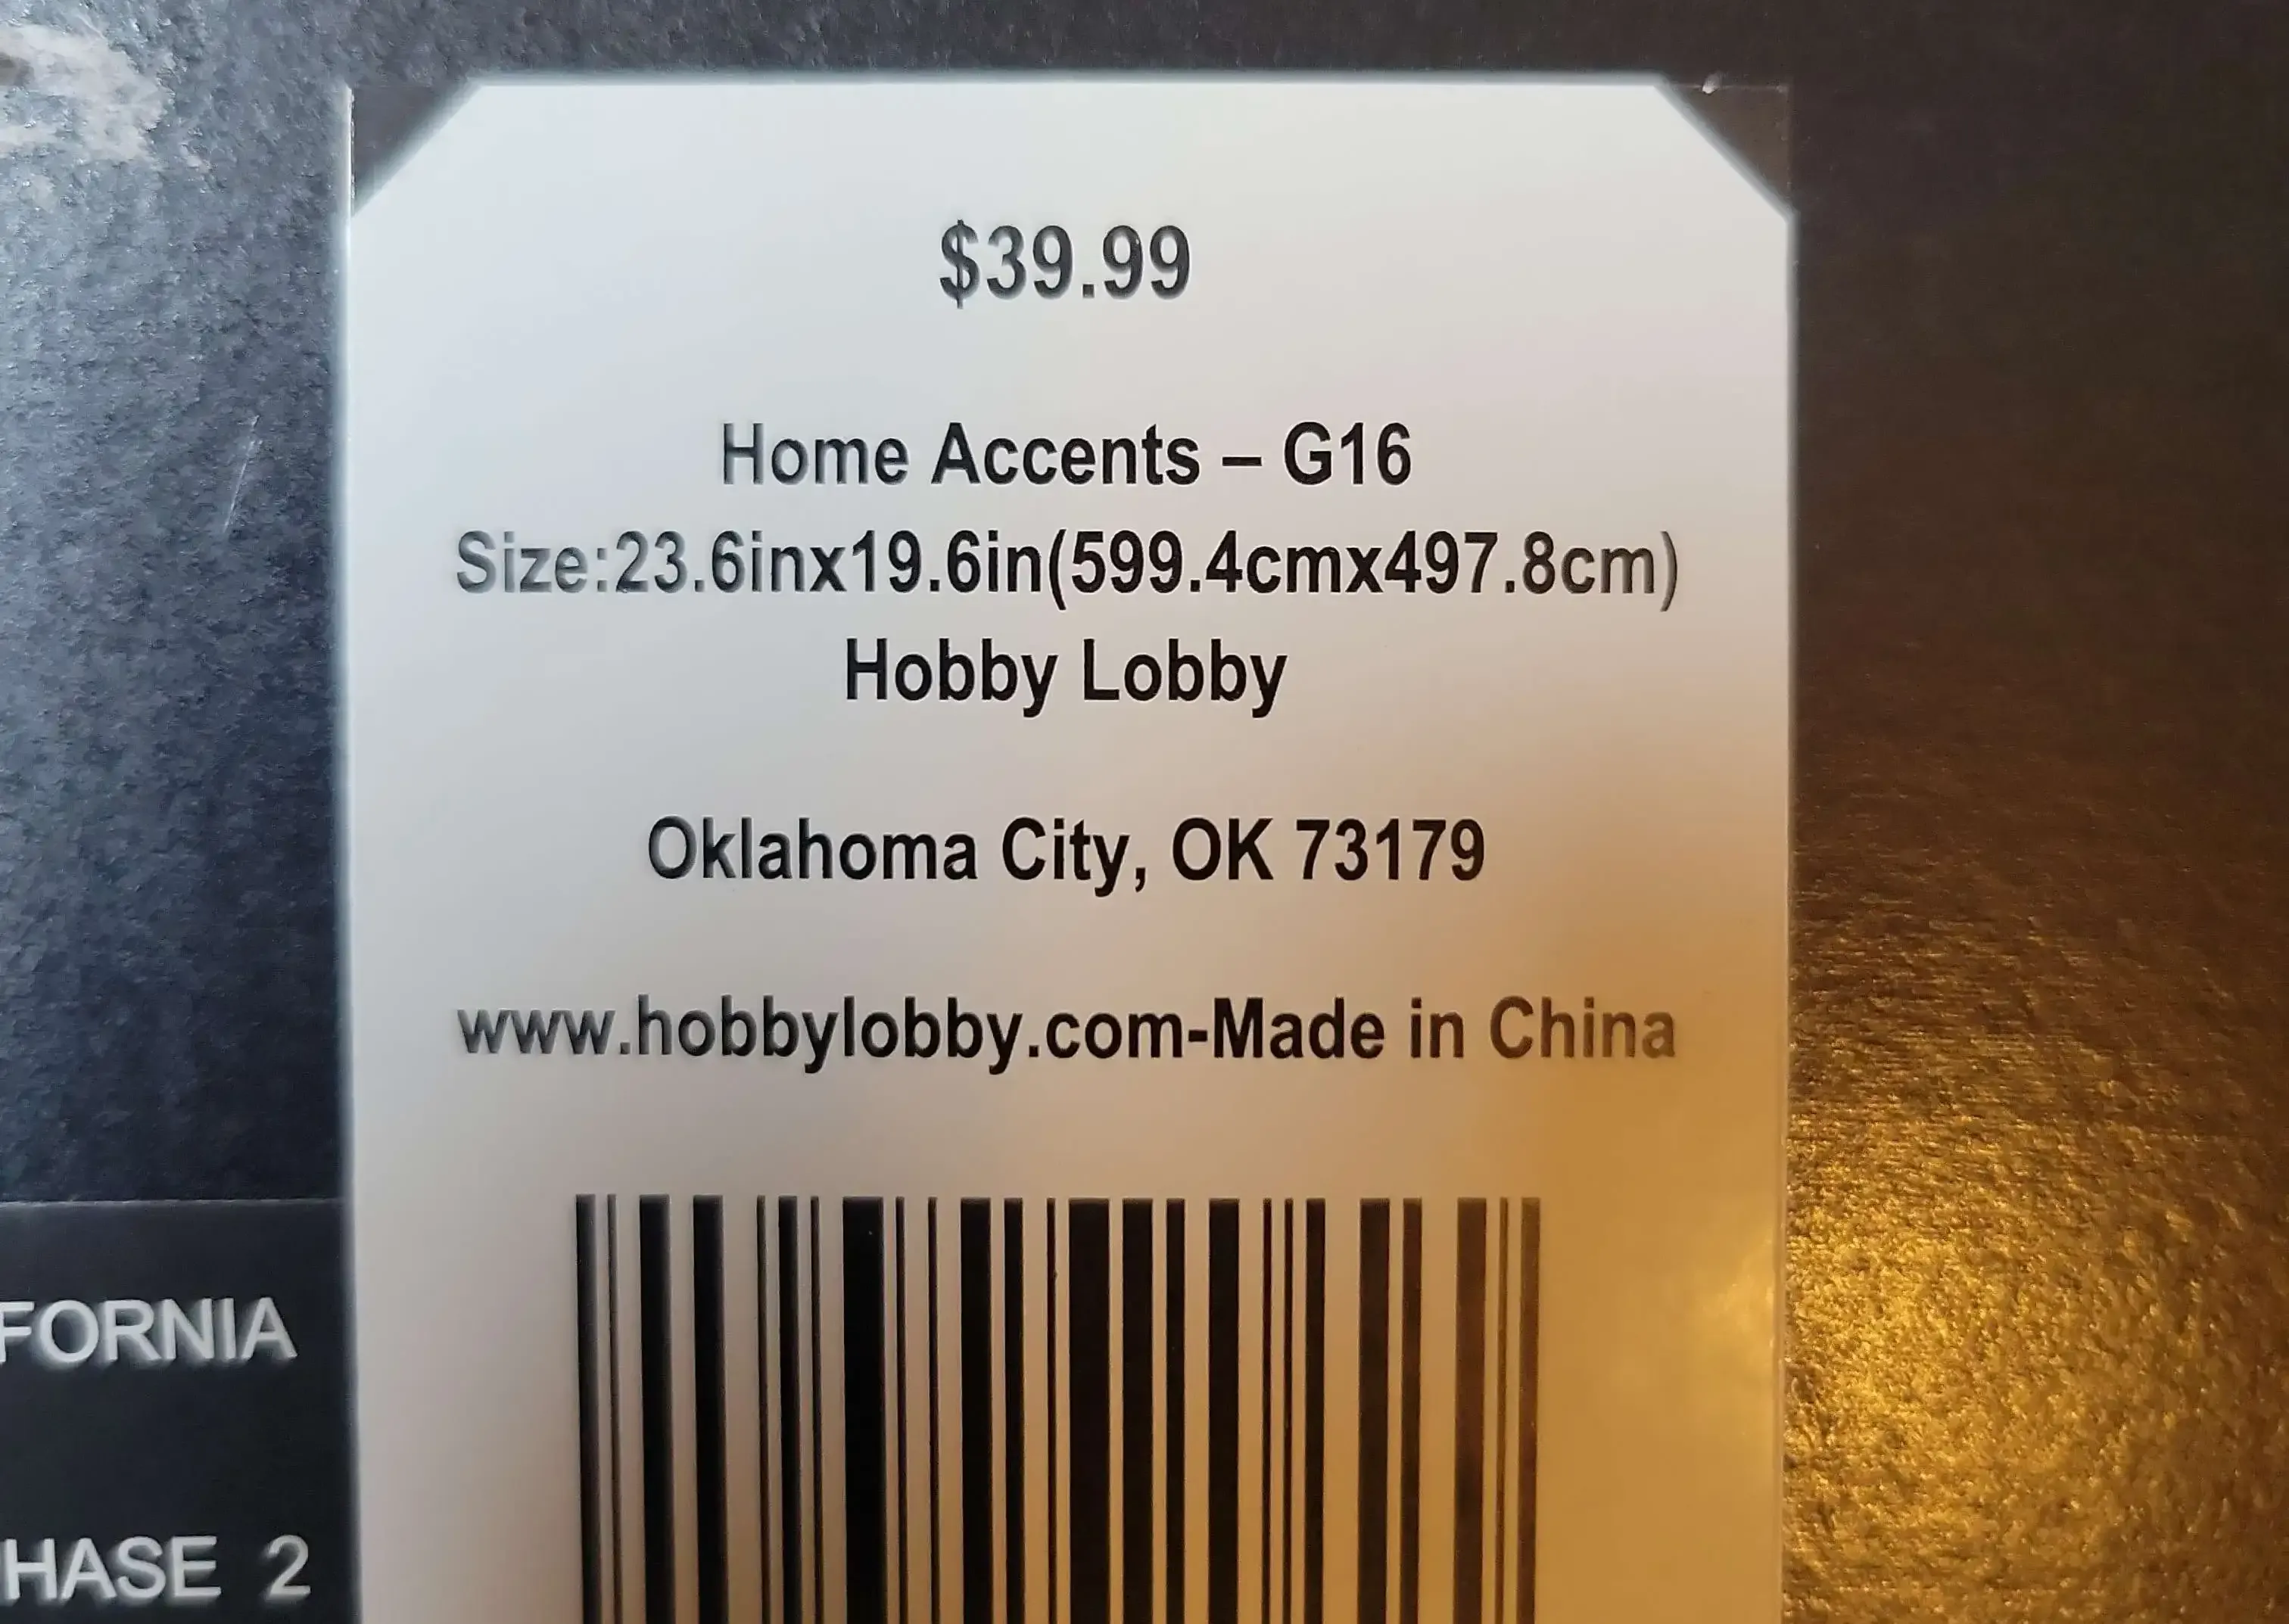 $39.99
Home Accents – G16
Size:23.6inx19.6in(599.4cmx497.8cm)
Hobby Lobby
Oklahoma City, OK 73179
www.hobbylobby.com-Made in China
FORNIA
HASE 2